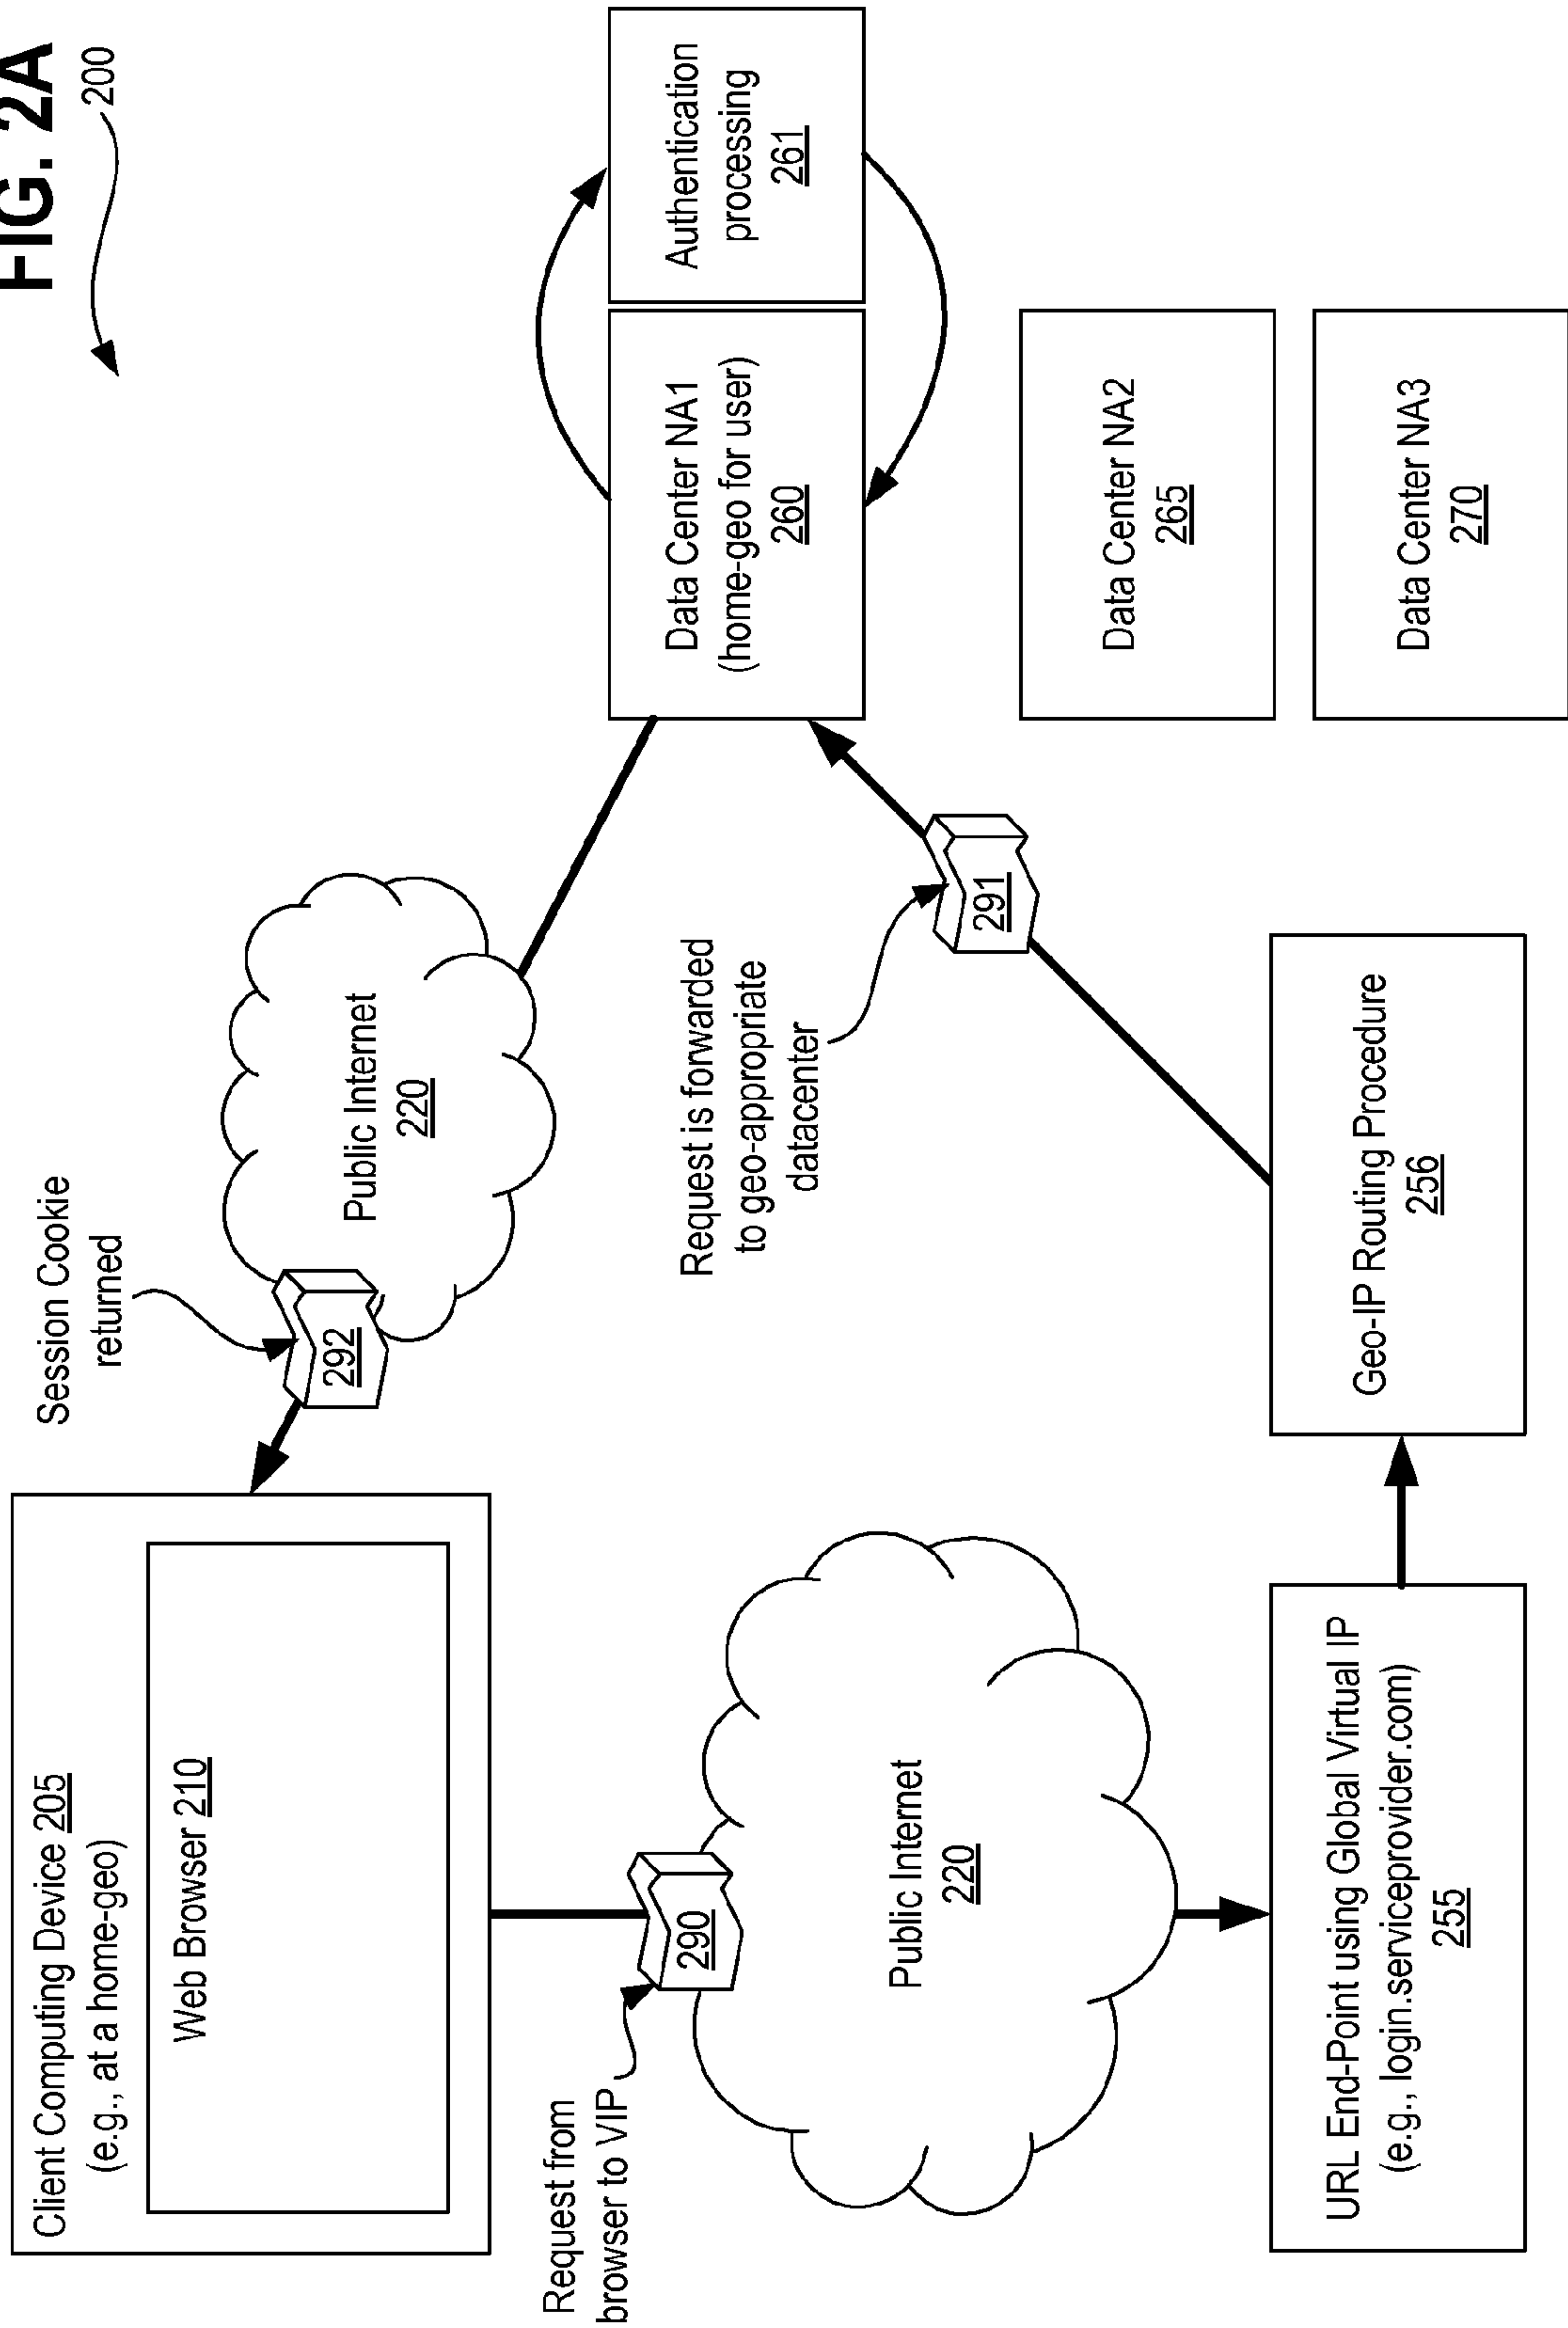 FIG. 2A
200
Client Computing Device 205
(e.g., at a home-geo)
Web Browser 210
Session Cookie
returned
292
Public Internet
220
Request from
browser to VIP
290
Public Internet
220
Request is forwarded
to geo-appropriate
datacenter
291
Data Center NA1
(home-geo for user)
260
Authentication
processing
261
Data Center NA2
265
Data Center NA3
270
URL End-Point using Global Virtual IP
(e.g., login.serviceprovider.com)
255
Geo-IP Routing Procedure
256